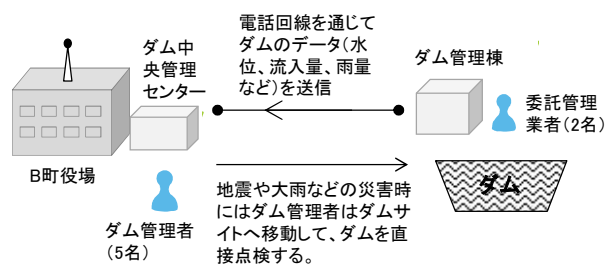 電話回線を通じて
ダムのデータ(水
位、流入量、雨量
など)を送信
ダム中
央管理
センター
ダム管理棟
委託管理
業者(2名)
B町役場
ダム
地震や大雨などの災害時
にはダム管理者はダムサ
イトへ移動して、ダムを直
接点検する。
ダム管理者
(5名)